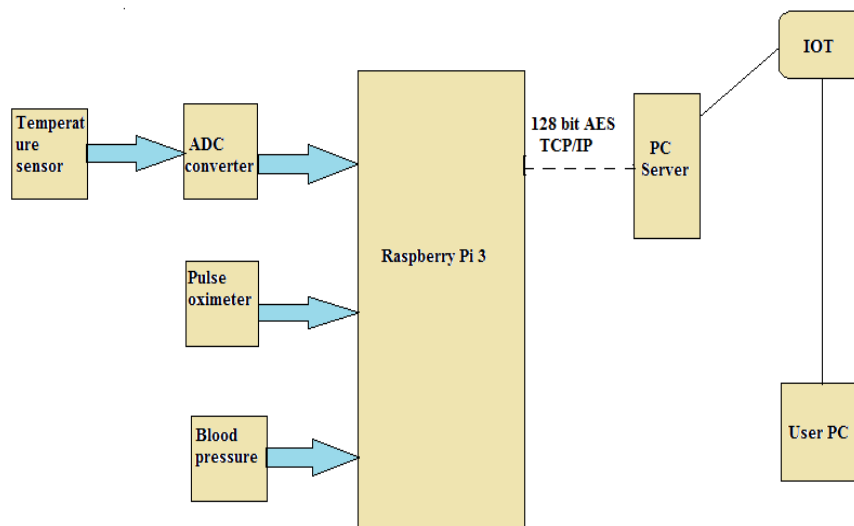 IOT
128 bit AES
TCP/IP
PC
Server
Temperat
ure
sensor
ADC
converter
Raspberry Pi 3
Pulse
oximeter
Blood
pressure
User PC